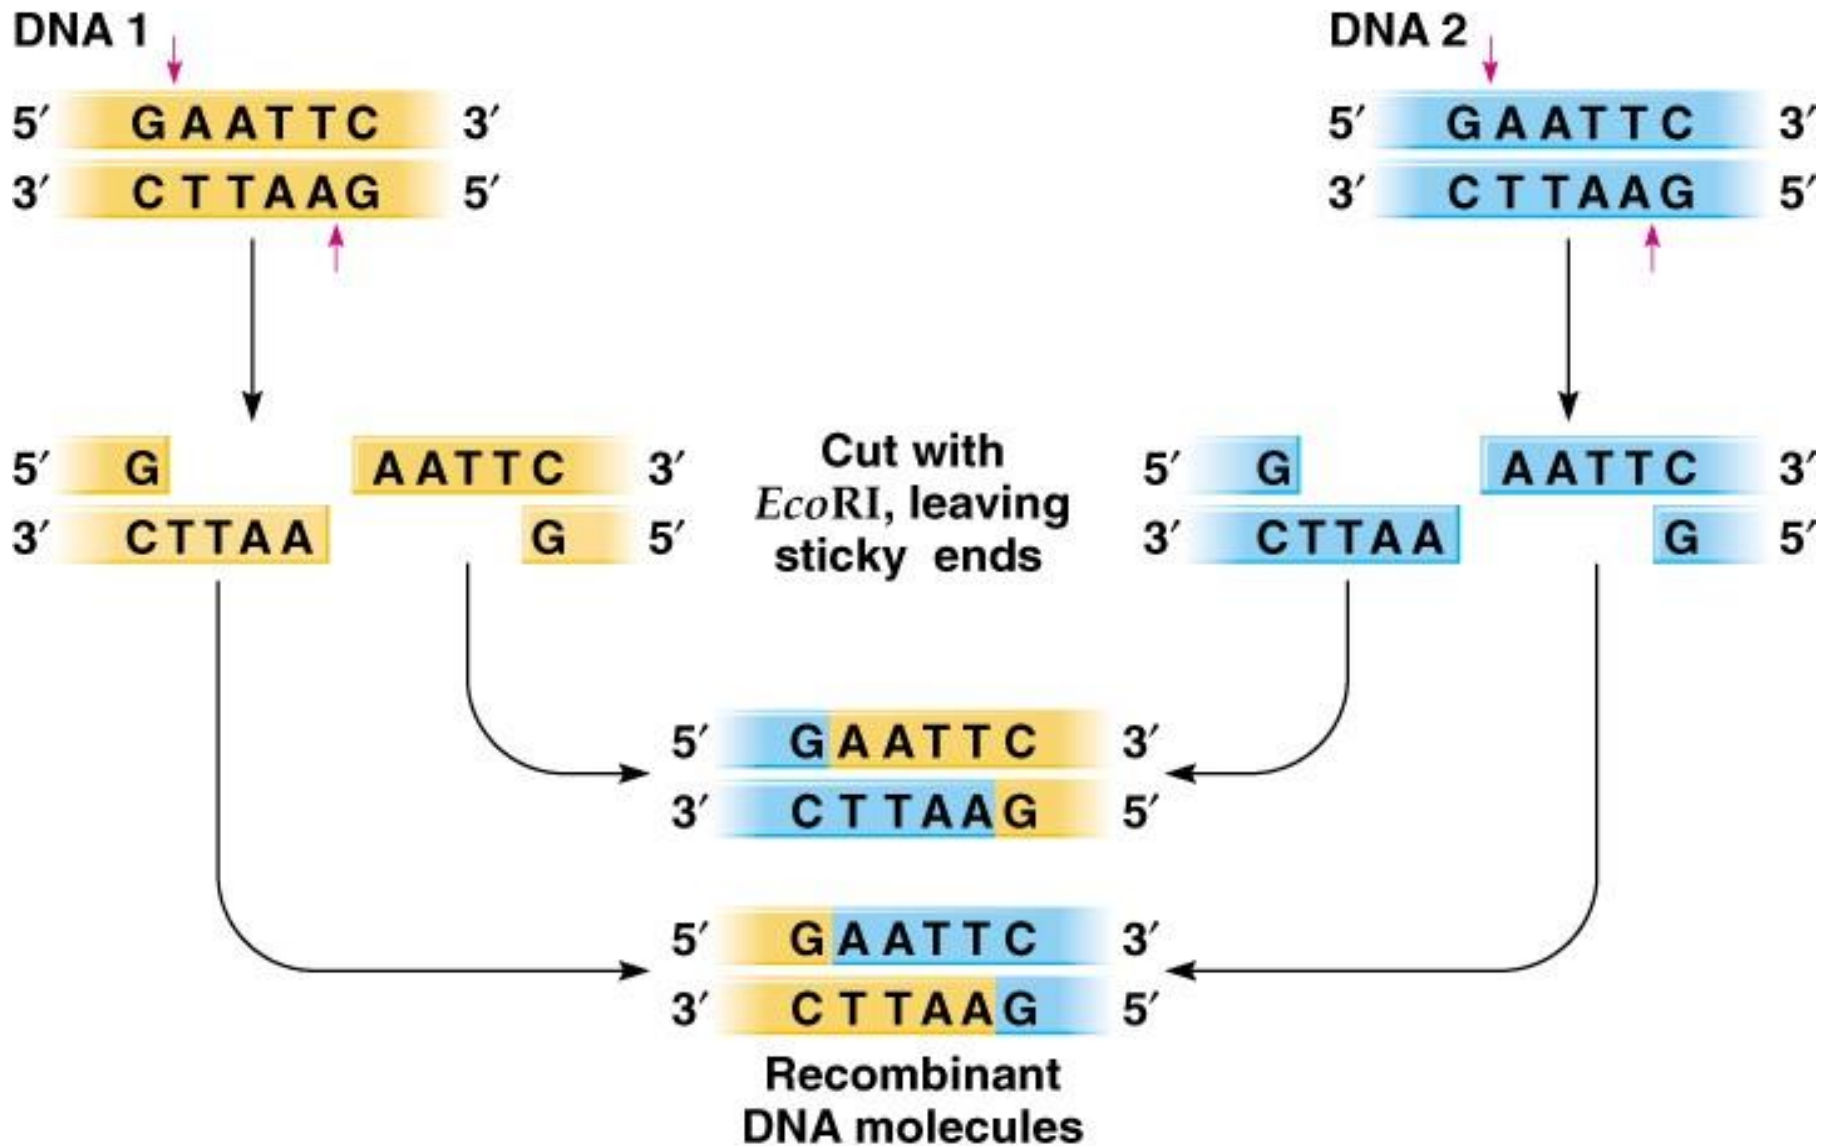 DNA 1
5′ GAATTC 3′
3′ CTTAAG 5′
DNA 2
5′ GAATTC 3′
3′ CTTAAG 5′
5′ G AATTC 3′
3′ CTTAA G 5′
Cut with
EcoRI, leaving
sticky ends
5′ G AATTC 3′
3′ CTTAA G 5′
5′ GAATTC 3′
3′ CTTAAG 5′
5′ GAATTC 3′
3′ CTTAAG 5′
Recombinant
DNA molecules